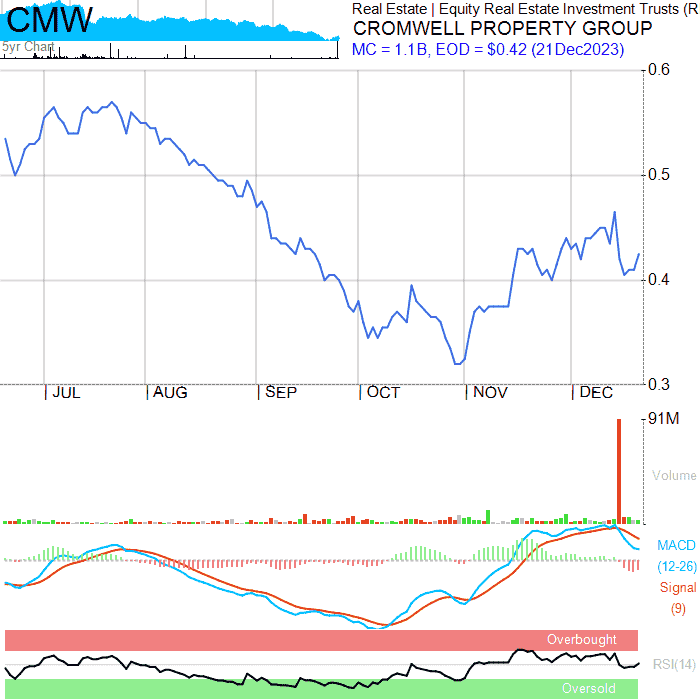 CMW
5yr Chart
Real Estate | Equity Real Estate Investment Trusts (R
CROMWELL PROPERTY GROUP
MC = 1.1B, EOD = $0.42 (21Dec2023)
0.6
0.5
0.4
0.3
JUL
AUG
SEP
OCT
NOV
DEC
91M
Volume
MACD
(12-26)
Signal
(9)
Overbought
RSI(14)
Oversold